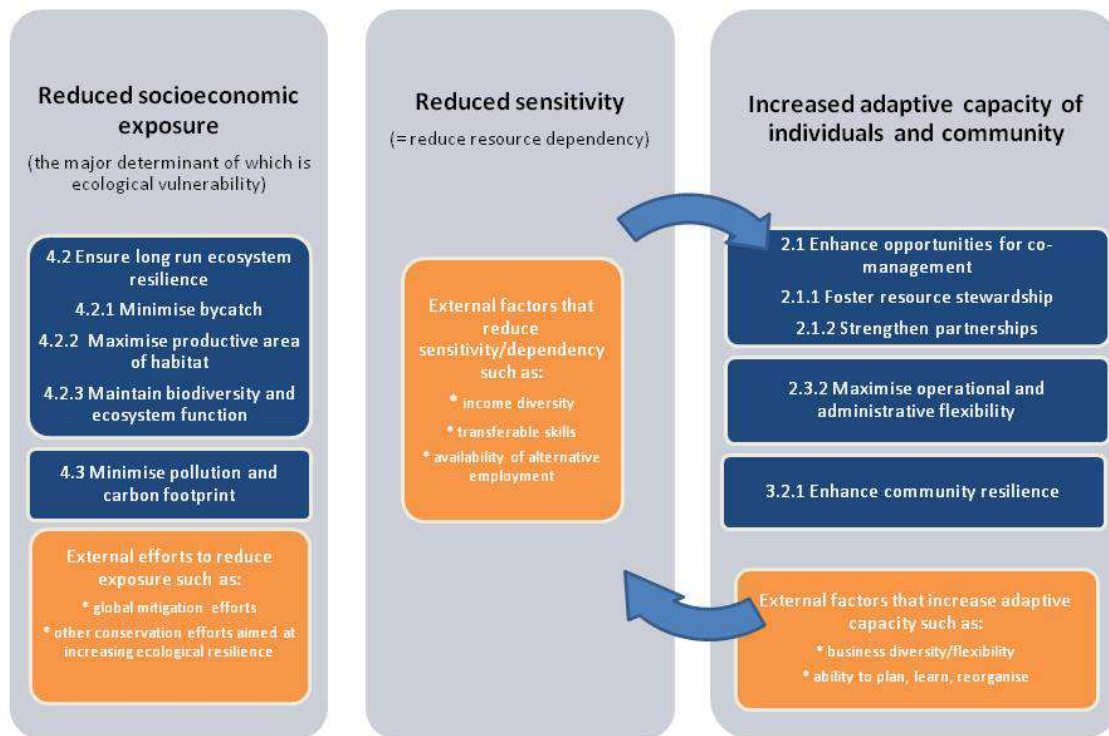 Reduced socioeconomic
exposure
(the major determinant of which is
ecological vulnerability)
4.2 Ensure long run ecosystem
resilience
4.2.1 Minimise bycatch
4.2.2 Maximise productive area
of habitat
4.2.3 Maintain biodiversity and
ecosystem function
4.3 Minimise pollution and
carbon footprint
External efforts to reduce
exposure such as:
* global mitigation efforts
* other conservation efforts aimed at
increasing ecological resilience
Reduced sensitivity
(= reduce resource dependency)
External factors that
reduce
sensitivity/dependency
such as:
* income diversity
* transferable skills
* availability of alternative
employment
Increased adaptive capacity of
individuals and community
2.1 Enhance opportunities for co-
management
2.1.1 Foster resource stewardship
2.1.2 Strengthen partnerships
2.3.2 Maximise operational and
administrative flexibility
3.2.1 Enhance community resilience
External factors that increase adaptive
capacity such as:
* business diversity/flexibility
* ability to plan, learn, reorganise